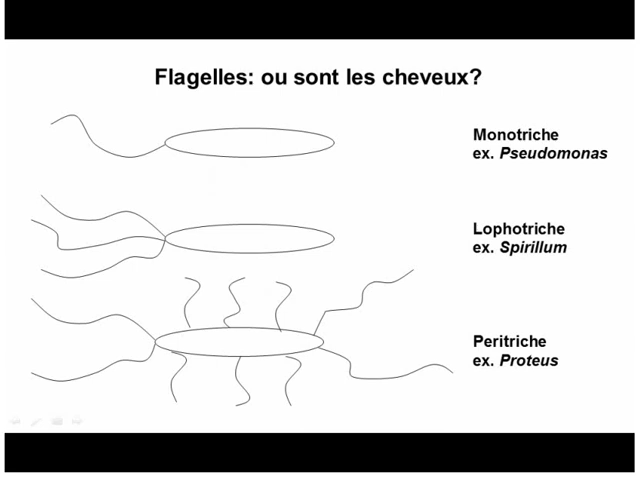 Flagelles: ou sont les cheveux?
Monotriche
ex. Pseudomonas
Lophotriche
ex. Spirillum
Peritriche
ex. Proteus